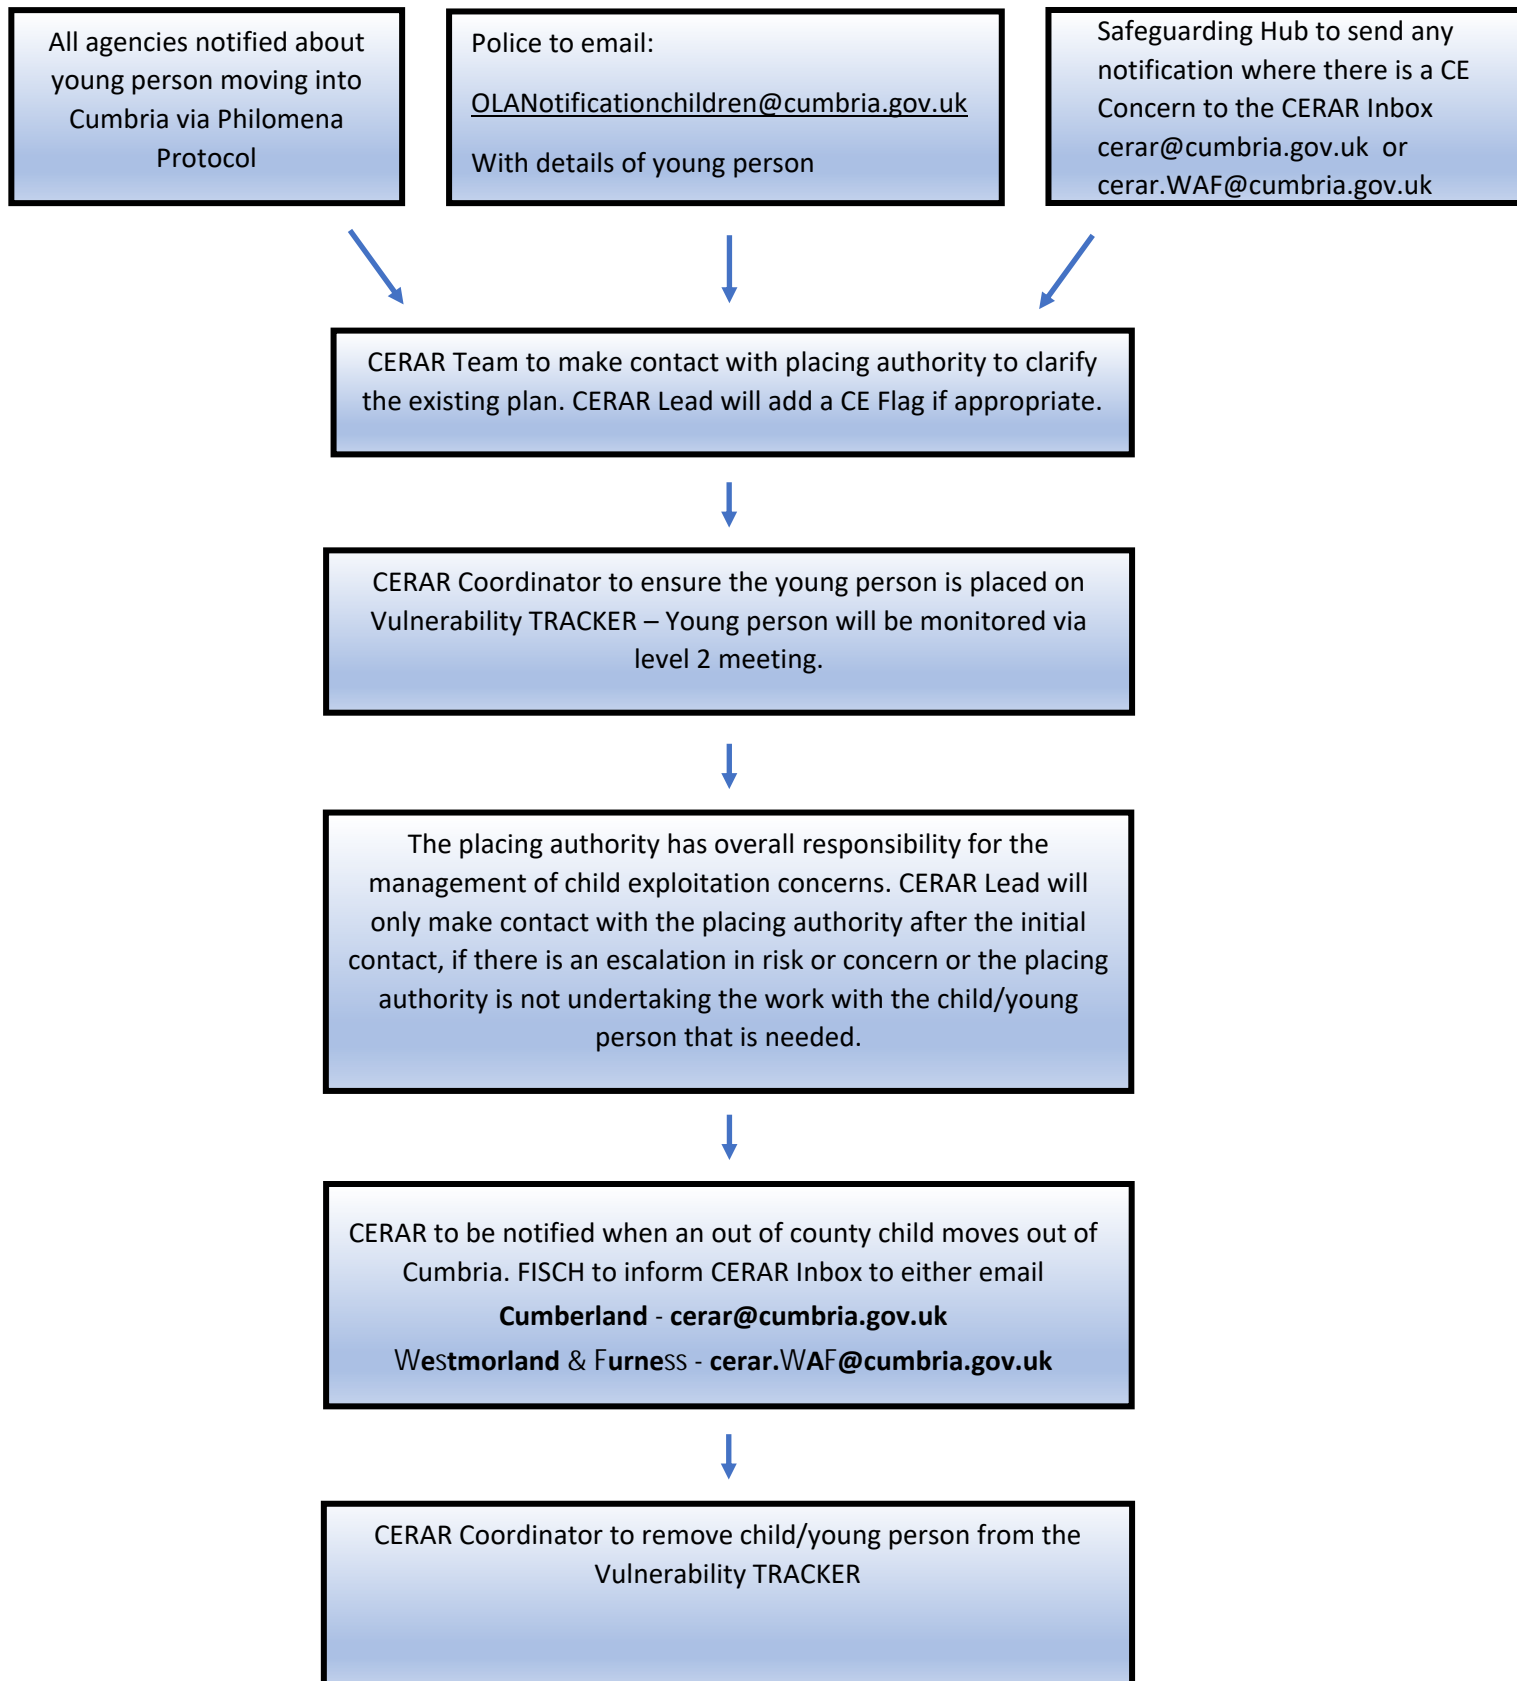 All agencies notified about
young person moving into
Cumbria via Philomena
Protocol
Police to email:
OLANotificationchildren@cumbria.gov.uk
With details of young person
Safeguarding Hub to send any
notification where there is a CE
Concern to the CERAR Inbox
cerar@cumbria.gov.uk or
cerar.WAF@cumbria.gov.uk
CERAR Team to make contact with placing authority to clarify
the existing plan. CERAR Lead will add a CE Flag if appropriate.
CERAR Coordinator to ensure the young person is placed on
Vulnerability TRACKER – Young person will be monitored via
level 2 meeting.
The placing authority has overall responsibility for the
management of child exploitation concerns. CERAR Lead will
only make contact with the placing authority after the initial
contact, if there is an escalation in risk or concern or the placing
authority is not undertaking the work with the child/young
person that is needed.
CERAR to be notified when an out of county child moves out of
Cumbria. FISCH to inform CERAR Inbox to either email
Cumberland - cerar@cumbria.gov.uk
Westmorland & Furness - cerar.WAF@cumbria.gov.uk
CERAR Coordinator to remove child/young person from the
Vulnerability TRACKER